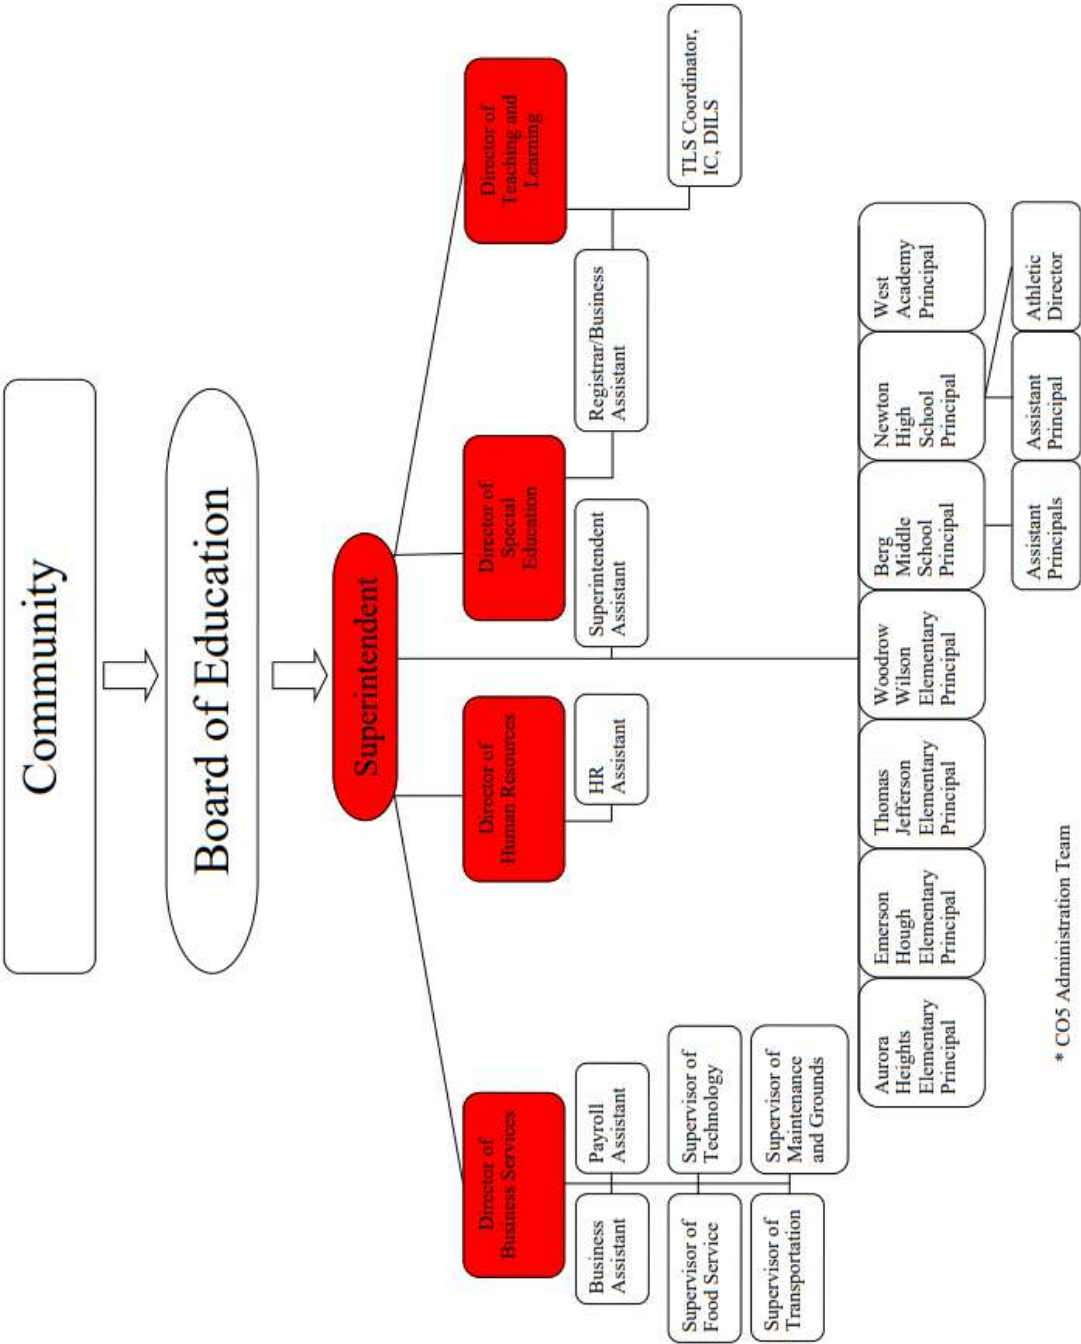 Community
Board of Education
Superintendent
Director of
Business Services
Director of
Human Resources
Director of
Special
Education
Director of
Teaching and
Learning
Business
Assistant
Payroll
Assistant
HR
Assistant
Superintendent
Assistant
Registrar/Business
Assistant
Supervisor of
Food Service
Supervisor of
Technology
TLS Coordinator,
IC, DILS
Supervisor of
Transportation
Supervisor of
Maintenance
and Grounds
Aurora
Heights
Elementary
Principal
Emerson
Hough
Elementary
Principal
Thomas
Jefferson
Elementary
Principal
Woodrow
Wilson
Elementary
Principal
Berg
Middle
School
Principal
Newton
High
School
Principal
West
Academy
Principal
Assistant
Principals
Assistant
Principal
Athletic
Director
* CO5 Administration Team